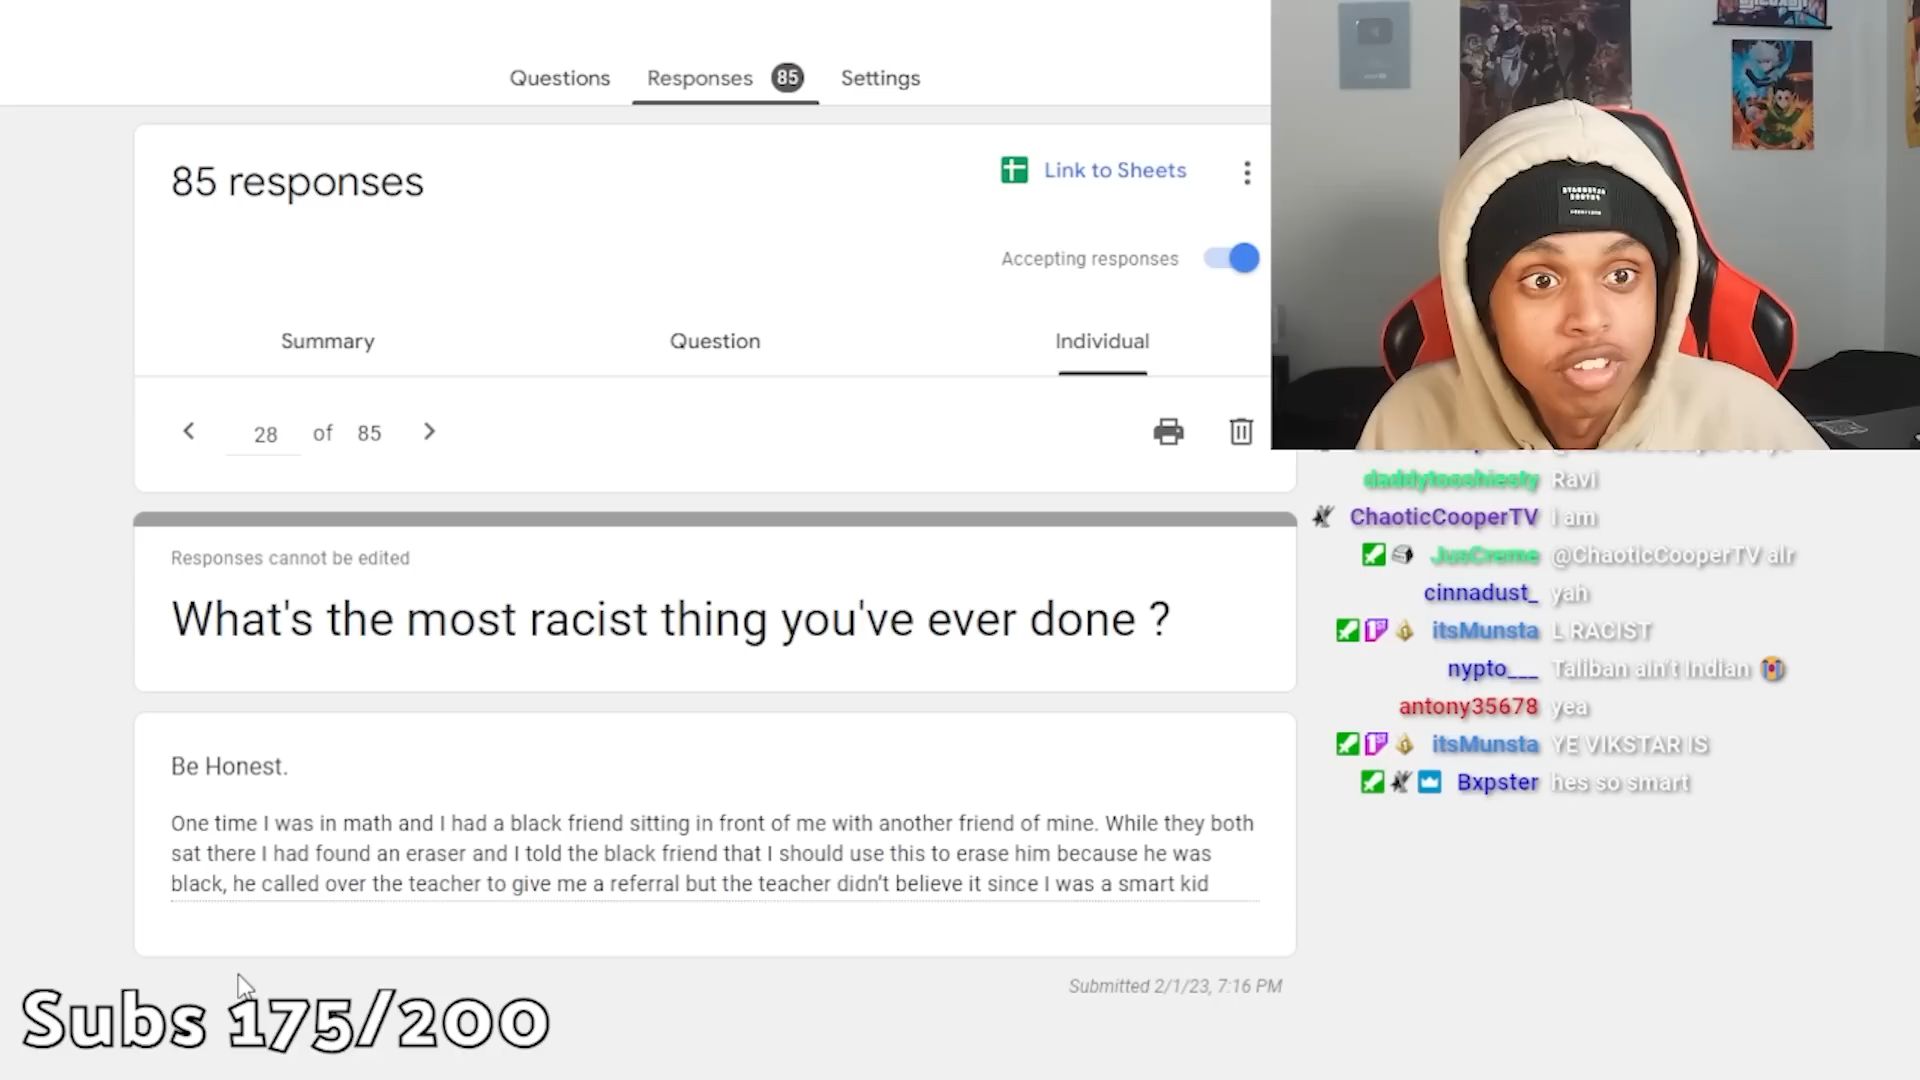 Questions Responses 85 Settings
85 responses
Link to Sheets
Accepting responses
Summary Question Individual
28 of 85
Responses cannot be edited
What's the most racist thing you've ever done ?
Be Honest.
One time I was in math and I had a black friend sitting in front of me with another friend of mine. While they both
sat there I had found an eraser and I told the black friend that I should use this to erase him because he was
black, he called over the teacher to give me a referral but the teacher didn't believe it since I was a smart kid
Submitted 2/1/23, 7:16 PM
Subs 175/200
daddytooshiesty Ravi
ChaoticCooperTV I am
JusCreme @ChaoticCooperTV alr
cinnadust_ yah
itsMunsta L RACIST
nypto___ Taliban ain't Indian
antony35678 yea
itsMunsta YE VIKSTAR IS
Bxpster hes so smart